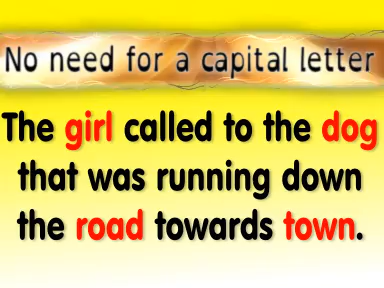 No need for a capital letter
The girl called to the dog
that was running down
the road towards town.